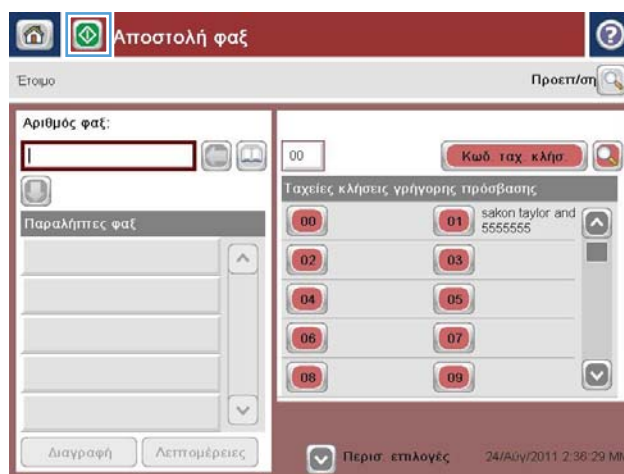 Αποστολή φαξ
Έτοιμο
Προεπ/ση
Αριθμός φαξ:
Παραλήπτες φαξ
Διαγραφή
Λεπτομέρειες
00
Κωδ. ταχ. κλήσ.
Ταχείες κλήσεις γρήγορης πρόσβασης
00
01 sakon taylor and
5555555
02 03
04 05
06 07
08 09
Περισ. επιλογές
24/Αύγ/2011 2:36:29 ΜΜ